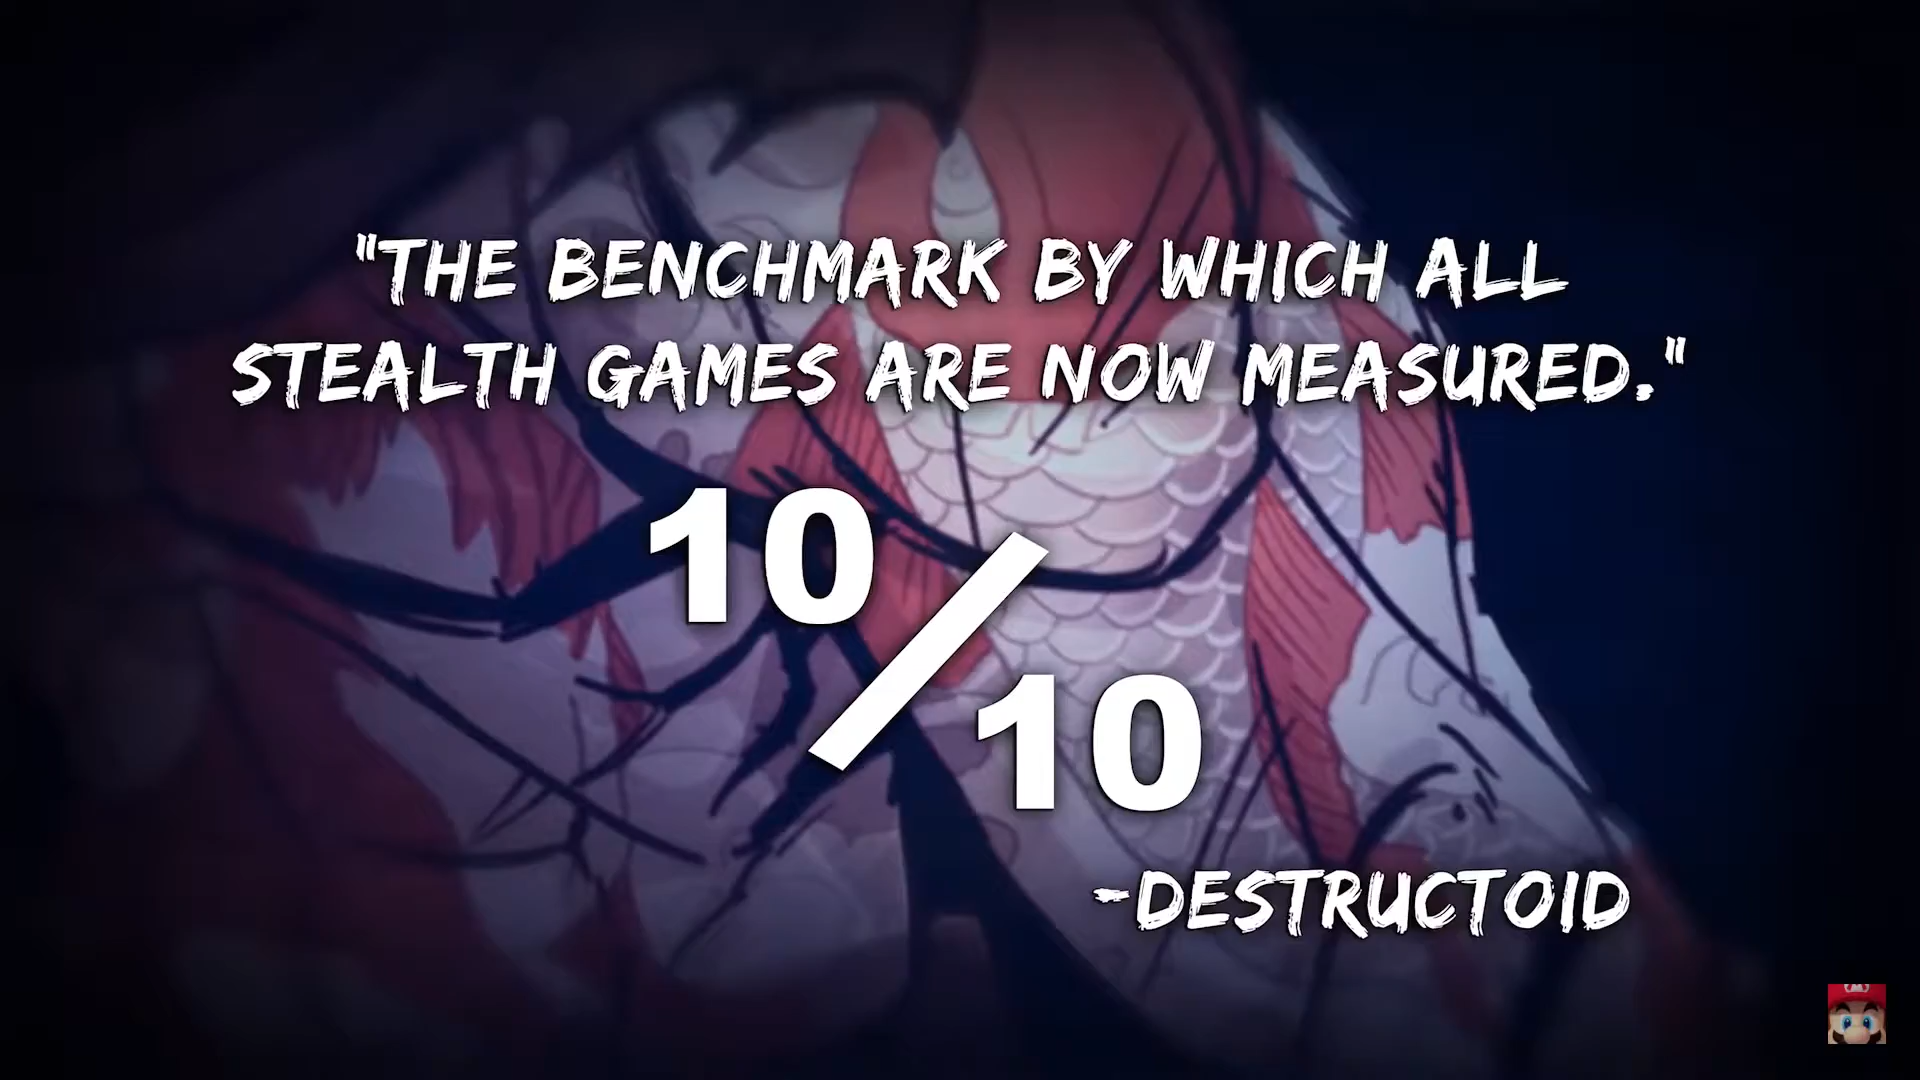 "THE BENCHMARK BY WHICH ALL
STEALTH GAMES ARE NOW MEASURED."
10/10
-DESTRUCTOID
M